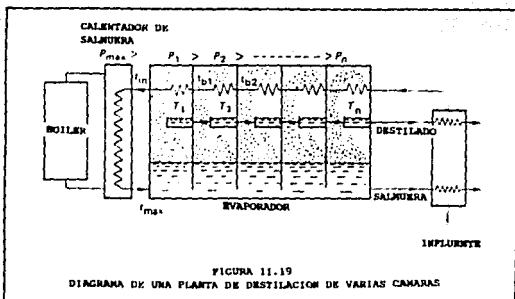 CALENTADOR DE
SALMUERA
Pmax > P1 > P2 > - - - - - - - - > Pn
tin tb1 tb2
T1 T2 Tn
BOILER
DESTILADO
SALMUERA
tmax
EVAPORADOR
INFLUENTE
FIGURA 11.19
DIAGRAMA DE UNA PLANTA DE DESTILACION DE VARIAS CAMARAS